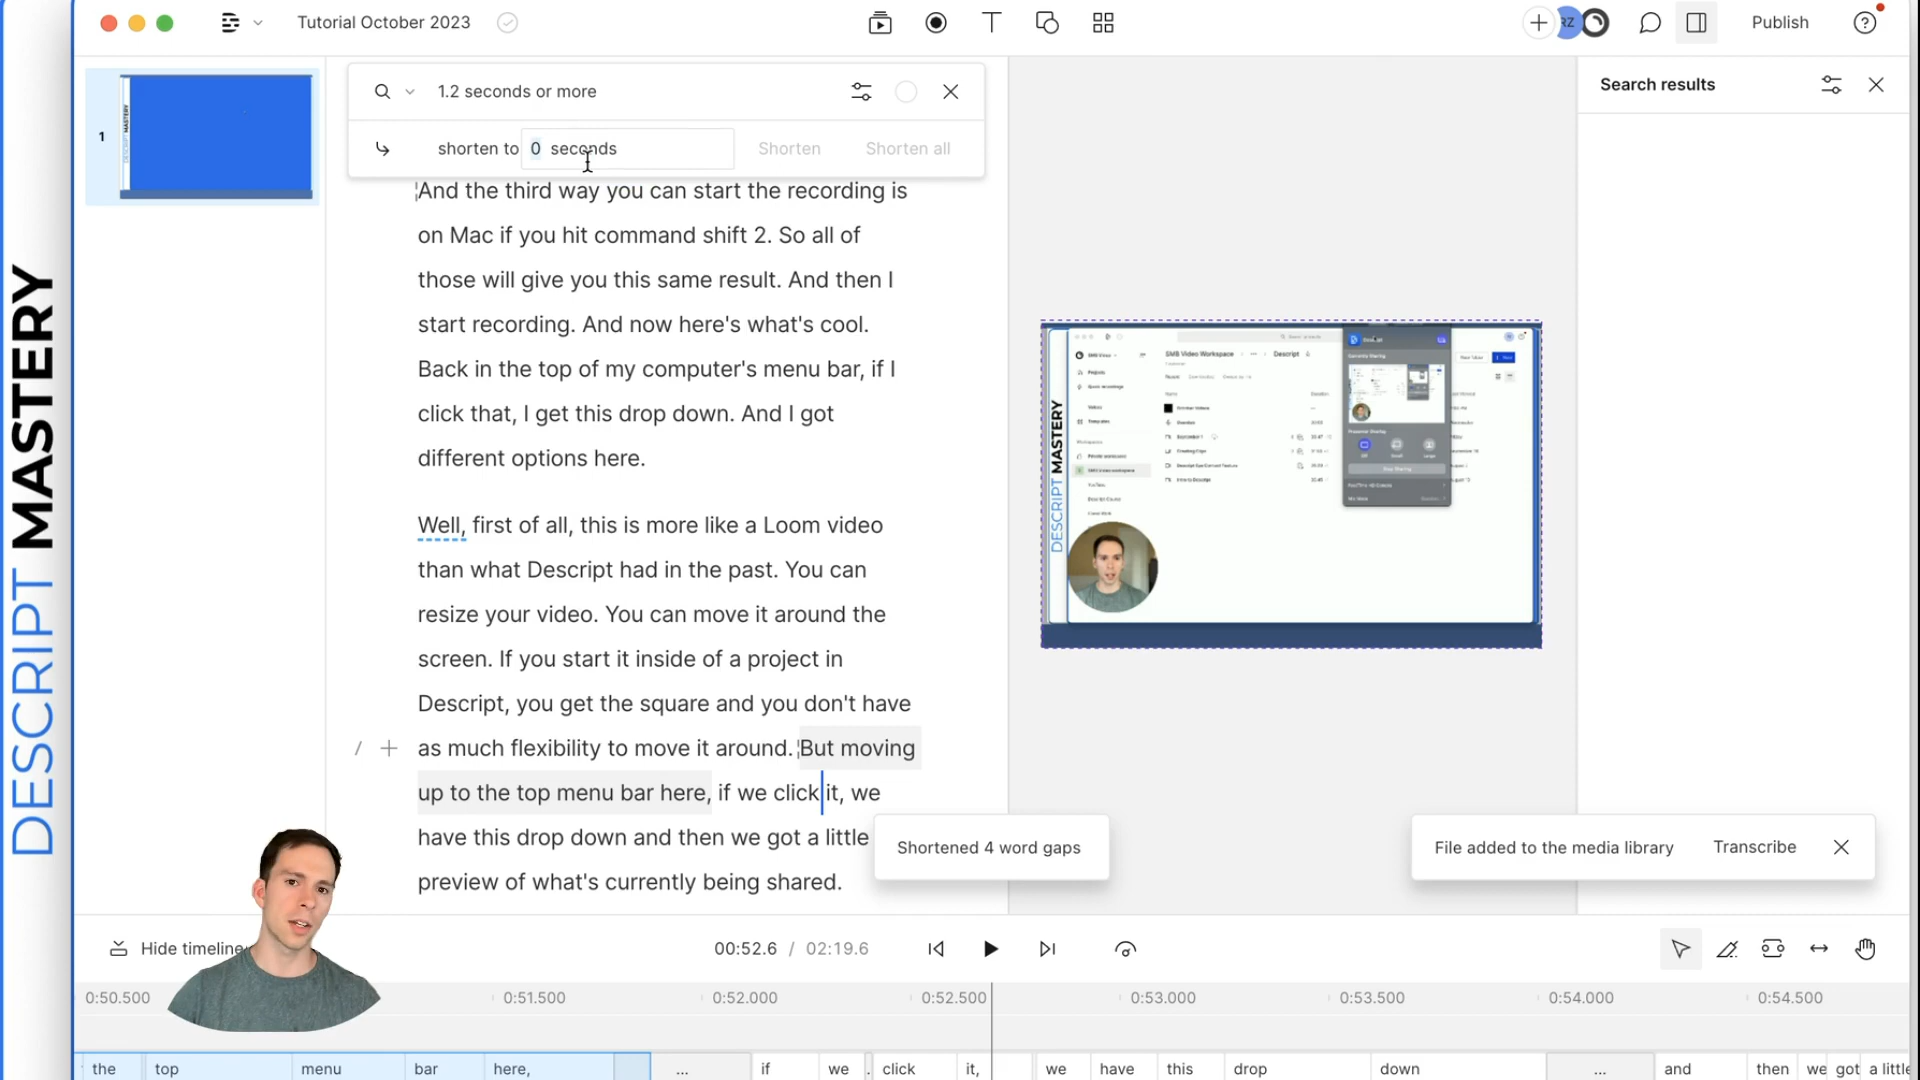 DESCRIPT MASTERY
Tutorial October 2023
RZ
Publish
1
DESCRIPT MASTERY
1.2 seconds or more
shorten to 0 seconds
Shorten
Shorten all
Search results
And the third way you can start the recording is
on Mac if you hit command shift 2. So all of
those will give you this same result. And then I
start recording. And now here's what's cool.
Back in the top of my computer's menu bar, if I
click that, I get this drop down. And I got
different options here.
Well, first of all, this is more like a Loom video
than what Descript had in the past. You can
resize your video. You can move it around the
screen. If you start it inside of a project in
Descript, you get the square and you don't have
/ + as much flexibility to move it around. But moving
up to the top menu bar here, if we click it, we
have this drop down and then we got a little
preview of what's currently being shared.
DESCRIPT MASTERY
SMB Video Workspace
Descript
Shortened 4 word gaps
File added to the media library
Transcribe
Hide timeline
00:52.6 / 02:19.6
0:50.500
0:51.500
0:52.000
0:52.500
0:53.000
0:53.500
0:54.000
0:54.500
the top menu bar here, ... if we . click it, we have this drop down ... and then we got a little